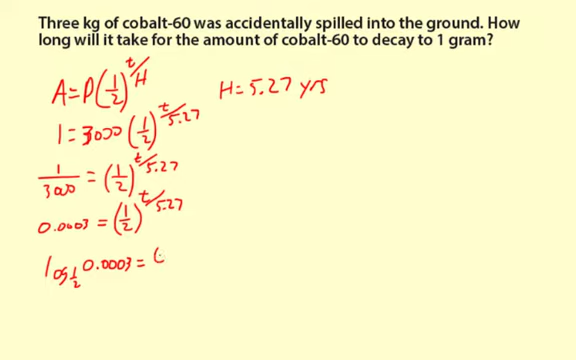 Three kg of cobalt-60 was accidentally spilled into the ground. How
long will it take for the amount of cobalt-60 to decay to 1 gram?
A = P(1/2)^t/H H = 5.27 yrs
1 = 3000 (1/2)^t/5.27
1/3000 = (1/2)^t/5.27
0.0003 = (1/2)^t/5.27
log1/2 0.0003 = (